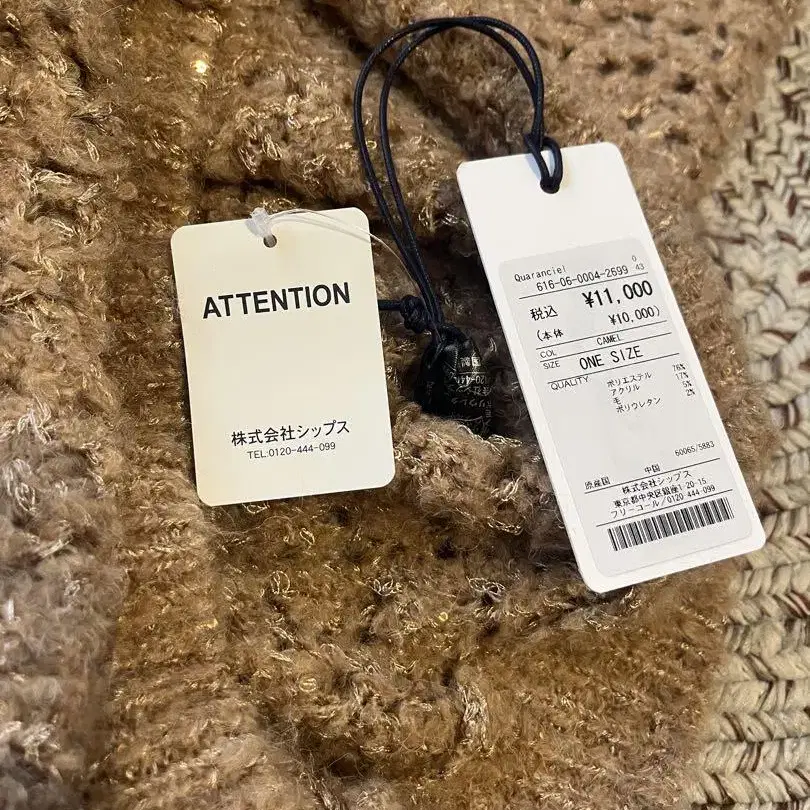 ATTENTION
株式会社シップス
TEL:0120-444-099
Quaranciel
616-06-0004-2699
0
43
税込 ¥11,000
(本体 ¥10,000)
COL CAMEL
SIZE ONE SIZE
QUALITY ポリエステル 76%
アクリル 17%
毛 5%
ポリウレタン 2%
60065/5883
原産国 中国
株式会社シップス
東京都中央区銀座1-20-15
フリーコール/0120-444-099